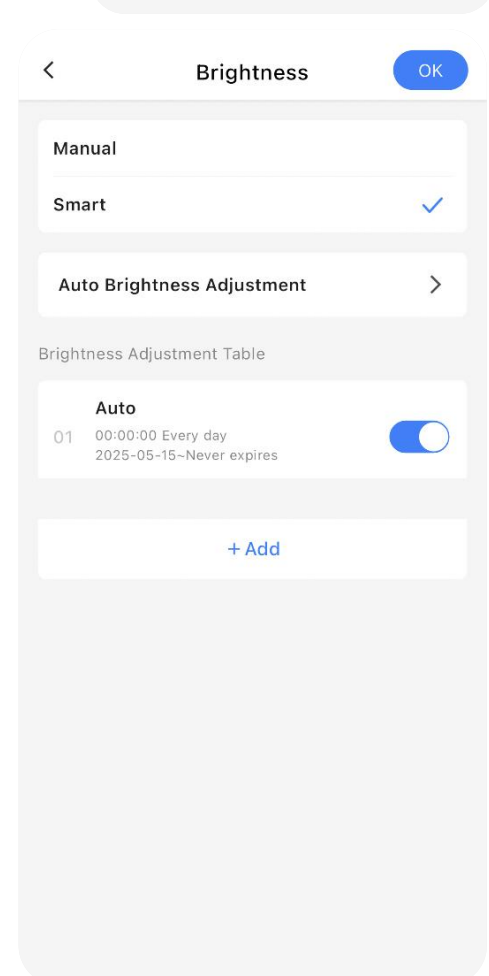 Brightness
OK
Manual
Smart
Auto Brightness Adjustment
Brightness Adjustment Table
Auto
01
00:00:00 Every day
2025-05-15~Never expires
+ Add